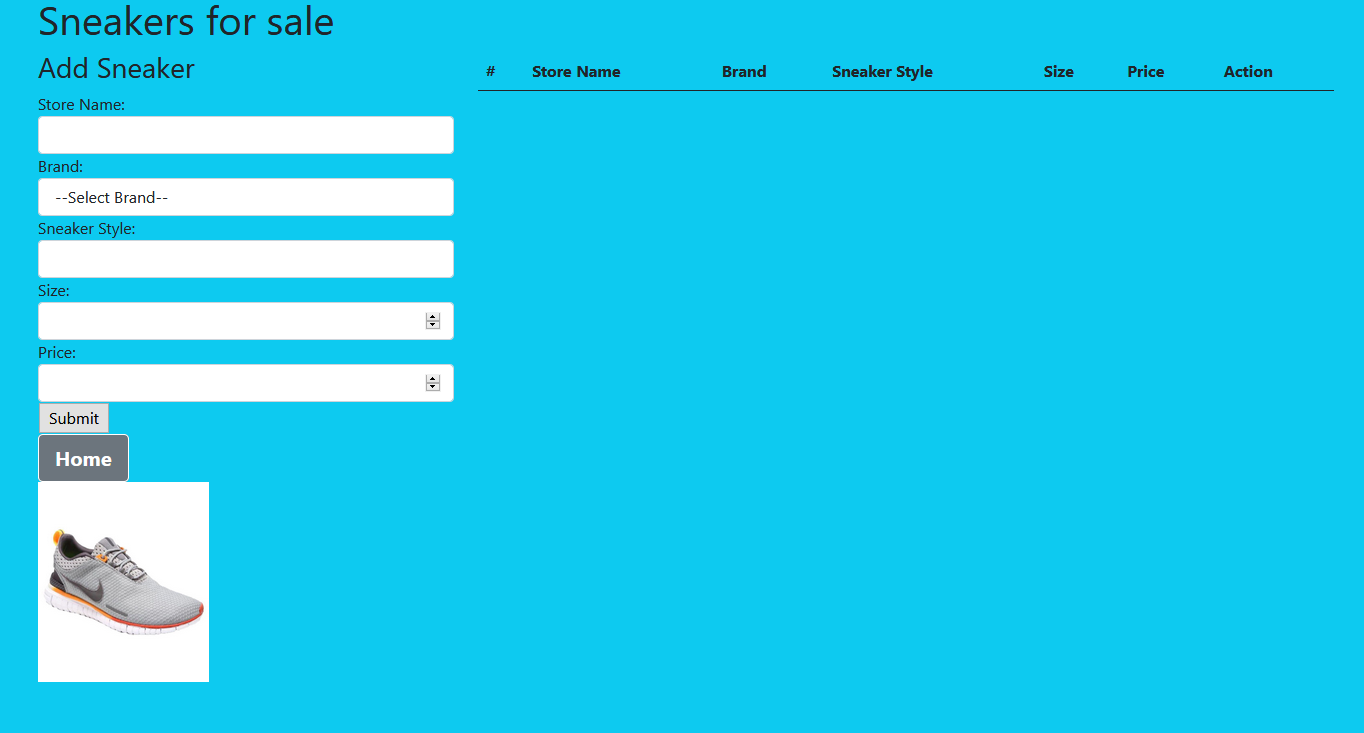 Sneakers for sale
Add Sneaker
Store Name:
Brand:
--Select Brand--
Sneaker Style:
Size:
Price:
Submit
Home
# Store Name Brand Sneaker Style Size Price Action